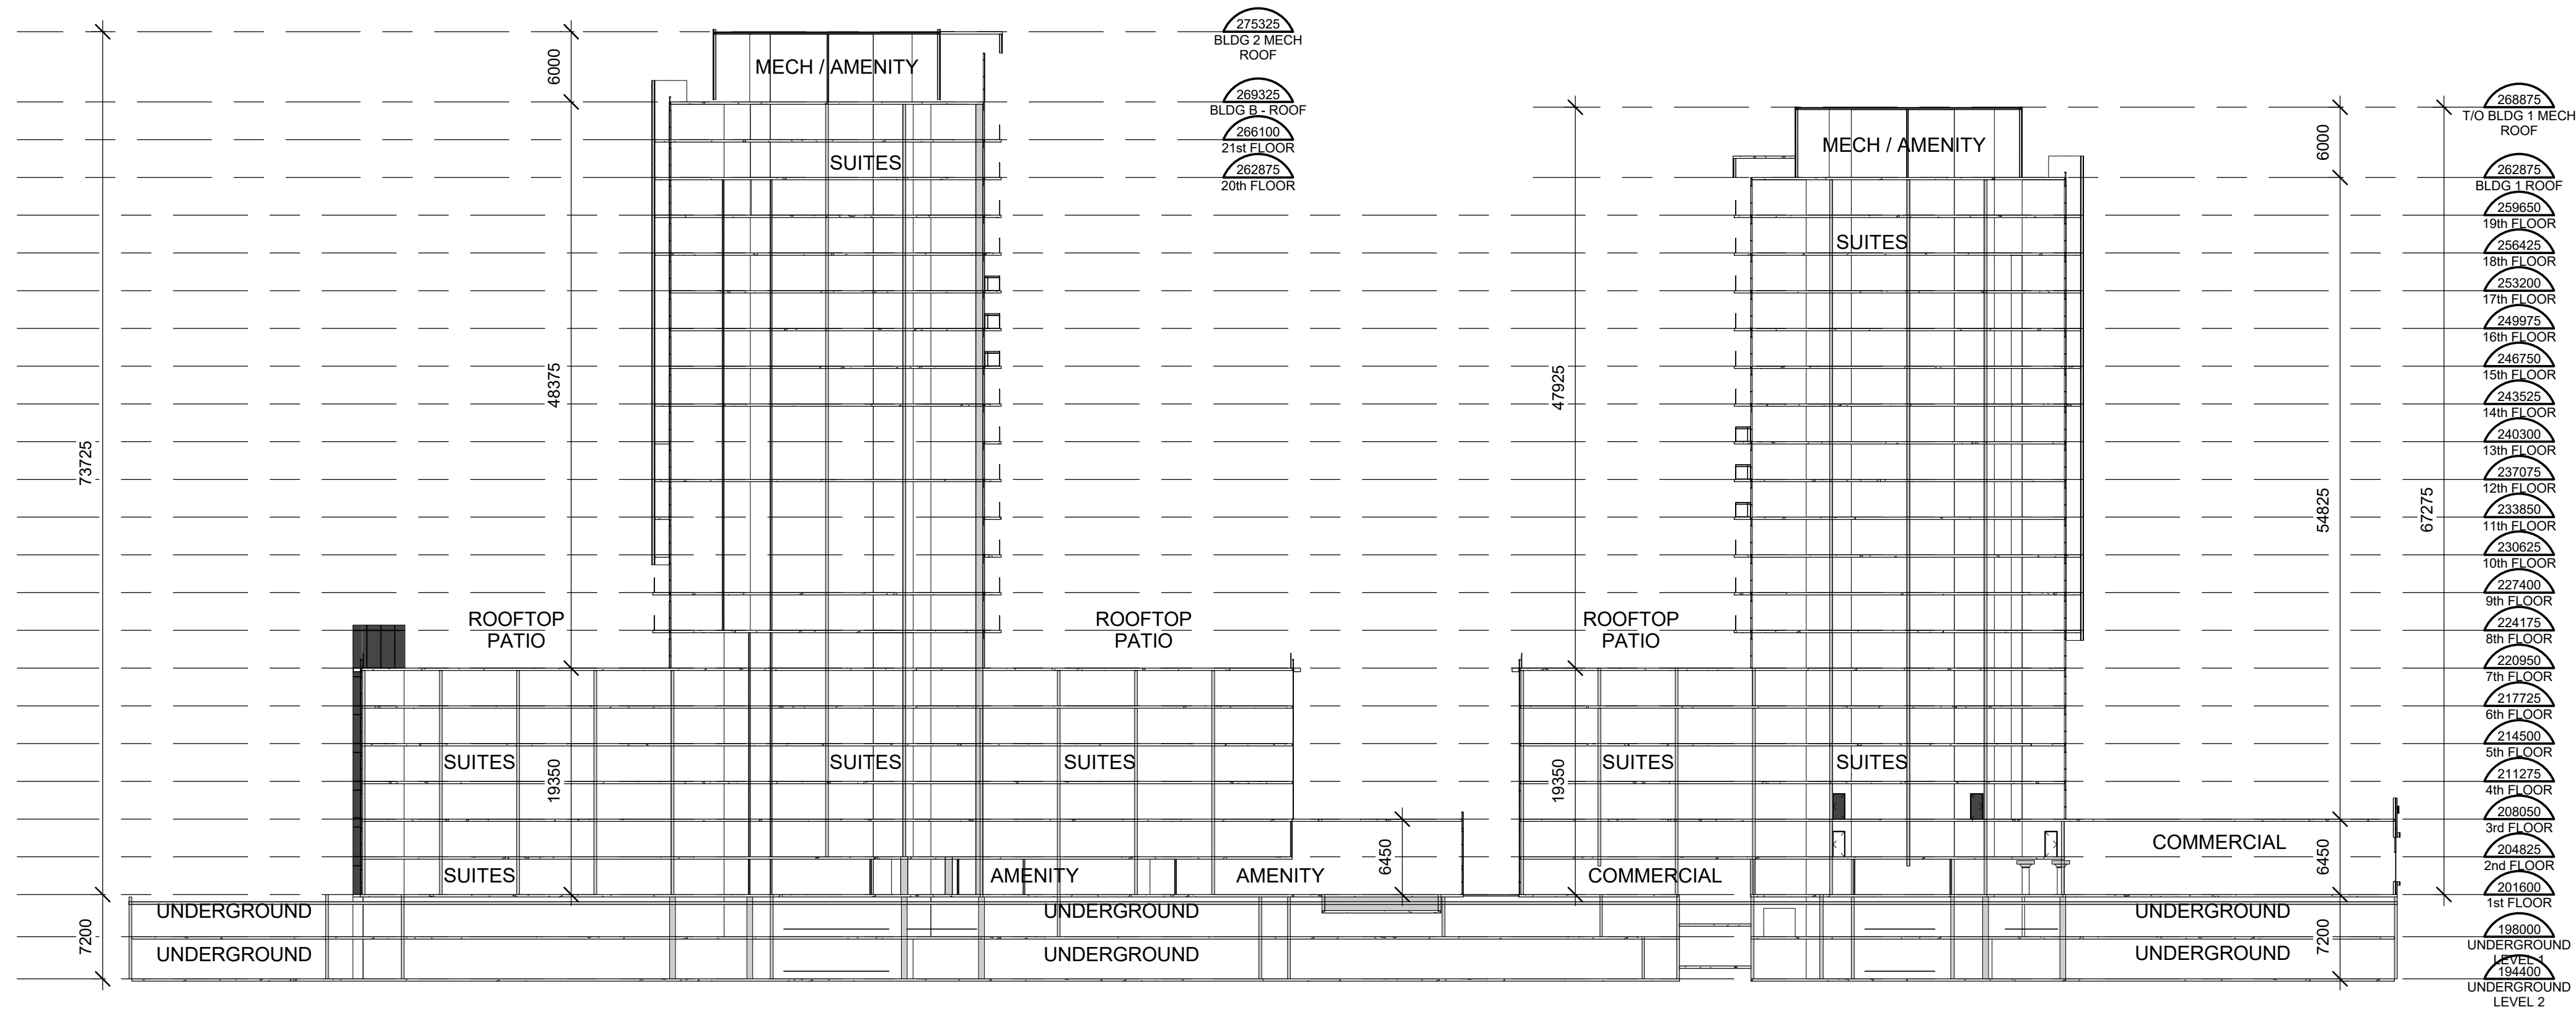 275325
BLDG 2 MECH
ROOF
6000
MECH / AMENITY
269325
BLDG B - ROOF
268875
T/O BLDG 1 MECH
ROOF
266100
21st FLOOR
MECH / AMENITY
6000
SUITES
262875
20th FLOOR
262875
BLDG 1 ROOF
259650
19th FLOOR
SUITES
256425
18th FLOOR
253200
17th FLOOR
249975
16th FLOOR
246750
15th FLOOR
48375
47925
243525
14th FLOOR
240300
13th FLOOR
73725
237075
12th FLOOR
54825
67275
233850
11th FLOOR
230625
10th FLOOR
227400
9th FLOOR
ROOFTOP
PATIO
ROOFTOP
PATIO
ROOFTOP
PATIO
224175
8th FLOOR
220950
7th FLOOR
217725
6th FLOOR
214500
5th FLOOR
SUITES
SUITES
SUITES
SUITES
SUITES
19350
19350
211275
4th FLOOR
208050
3rd FLOOR
COMMERCIAL
6450
6450
204825
2nd FLOOR
SUITES
AMENITY
AMENITY
COMMERCIAL
201600
1st FLOOR
UNDERGROUND
UNDERGROUND
UNDERGROUND
7200
7200
198000
UNDERGROUND
LEVEL 1
UNDERGROUND
UNDERGROUND
UNDERGROUND
194400
UNDERGROUND
LEVEL 2